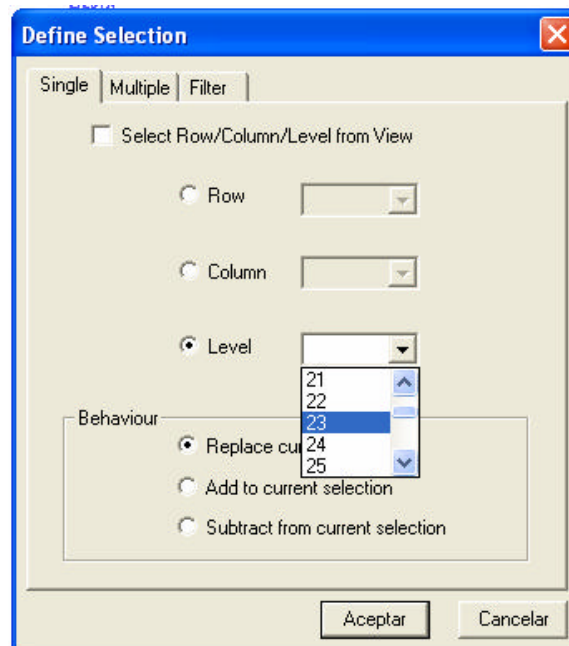 Define Selection
Single Multiple Filter
Select Row/Column/Level from View
Row
Column
Level
21
22
23
24
25
Behaviour
Replace
Add to current selection
Subtract from current selection
Aceptar Cancelar